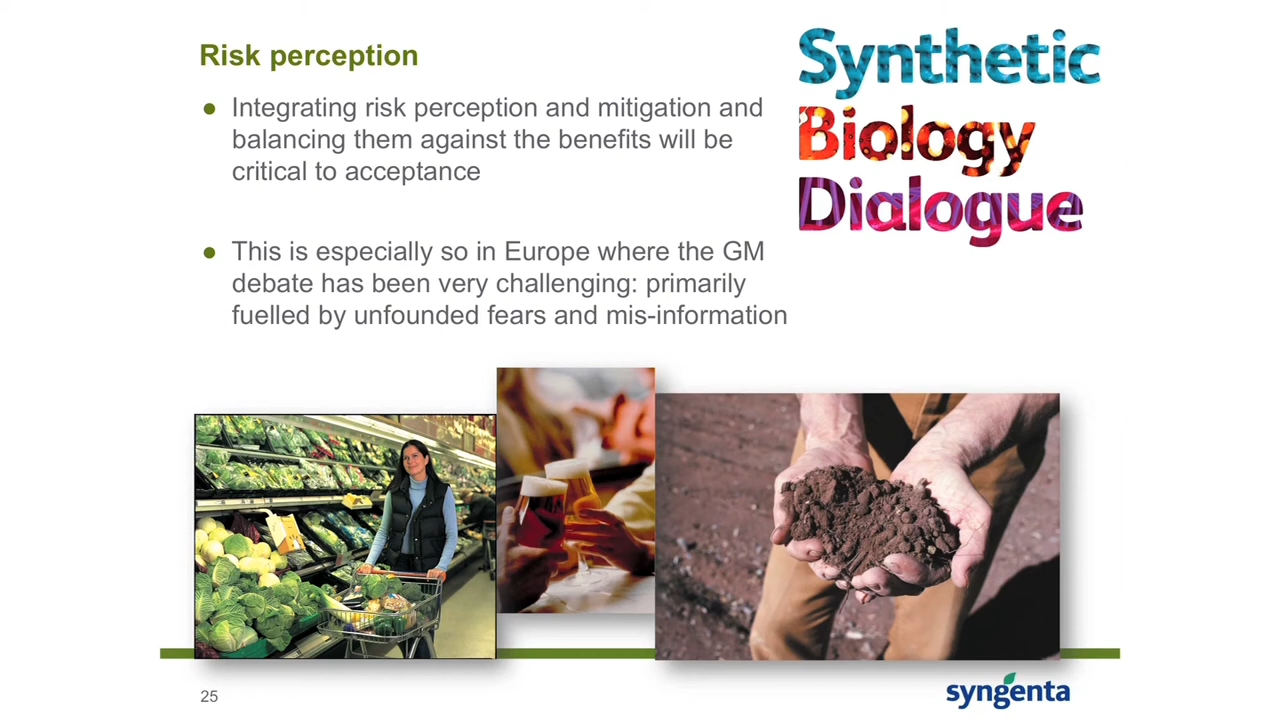 Risk perception
Synthetic
Biology
Dialogue
● Integrating risk perception and mitigation and
balancing them against the benefits will be
critical to acceptance
● This is especially so in Europe where the GM
debate has been very challenging: primarily
fuelled by unfounded fears and mis-information
25
syngenta